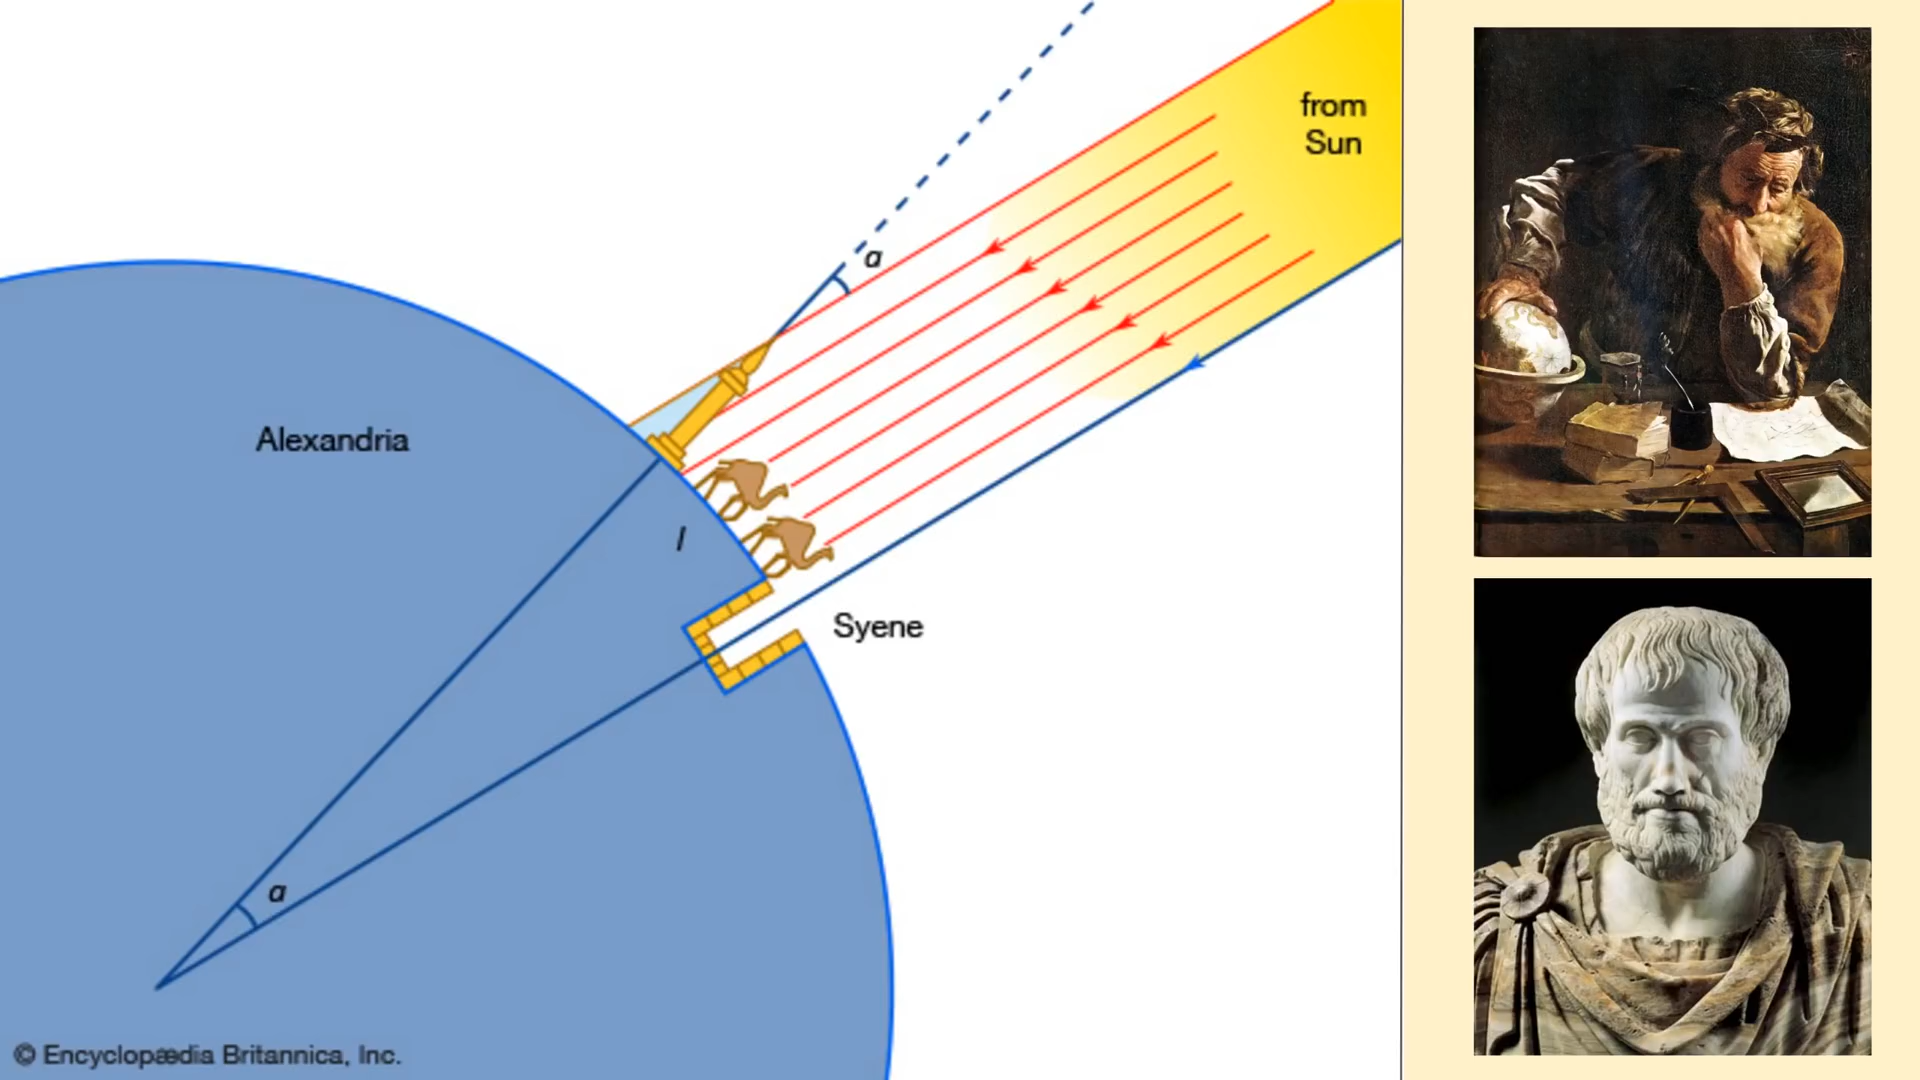 from
Sun
a
Alexandria
l
Syene
a
© Encyclopædia Britannica, Inc.